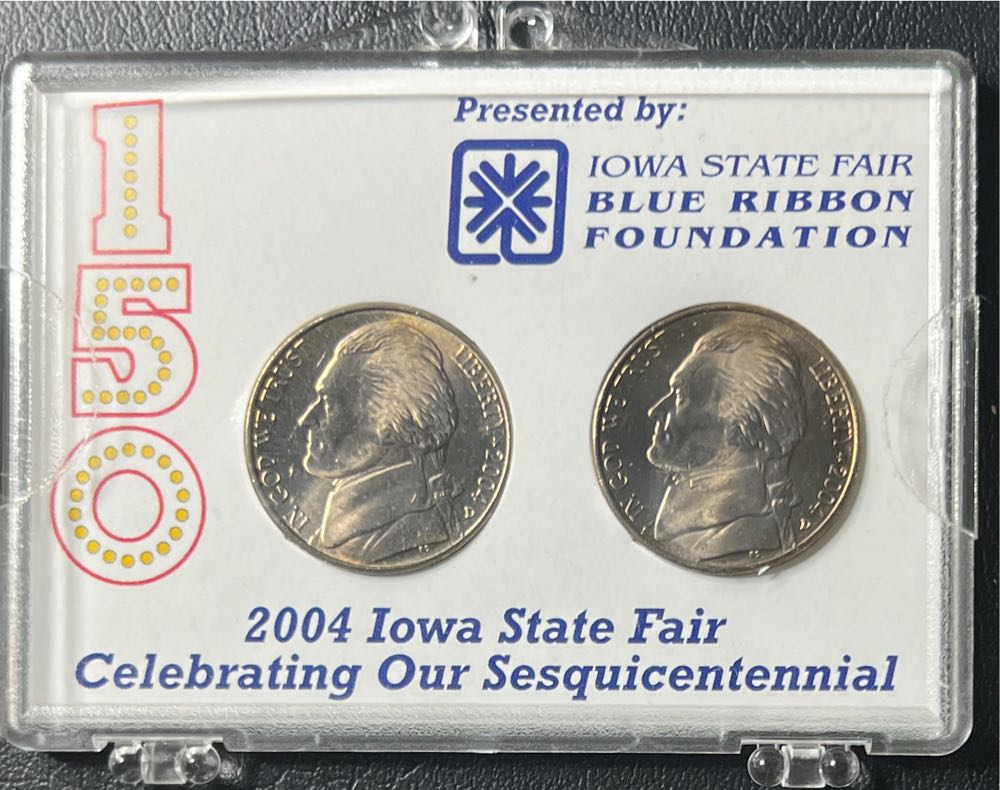 150
Presented by:
IOWA STATE FAIR
BLUE RIBBON
FOUNDATION
IN GOD WE TRUST
LIBERTY · 2004
IN GOD WE TRUST
LIBERTY · 2004
2004 Iowa State Fair
Celebrating Our Sesquicentennial